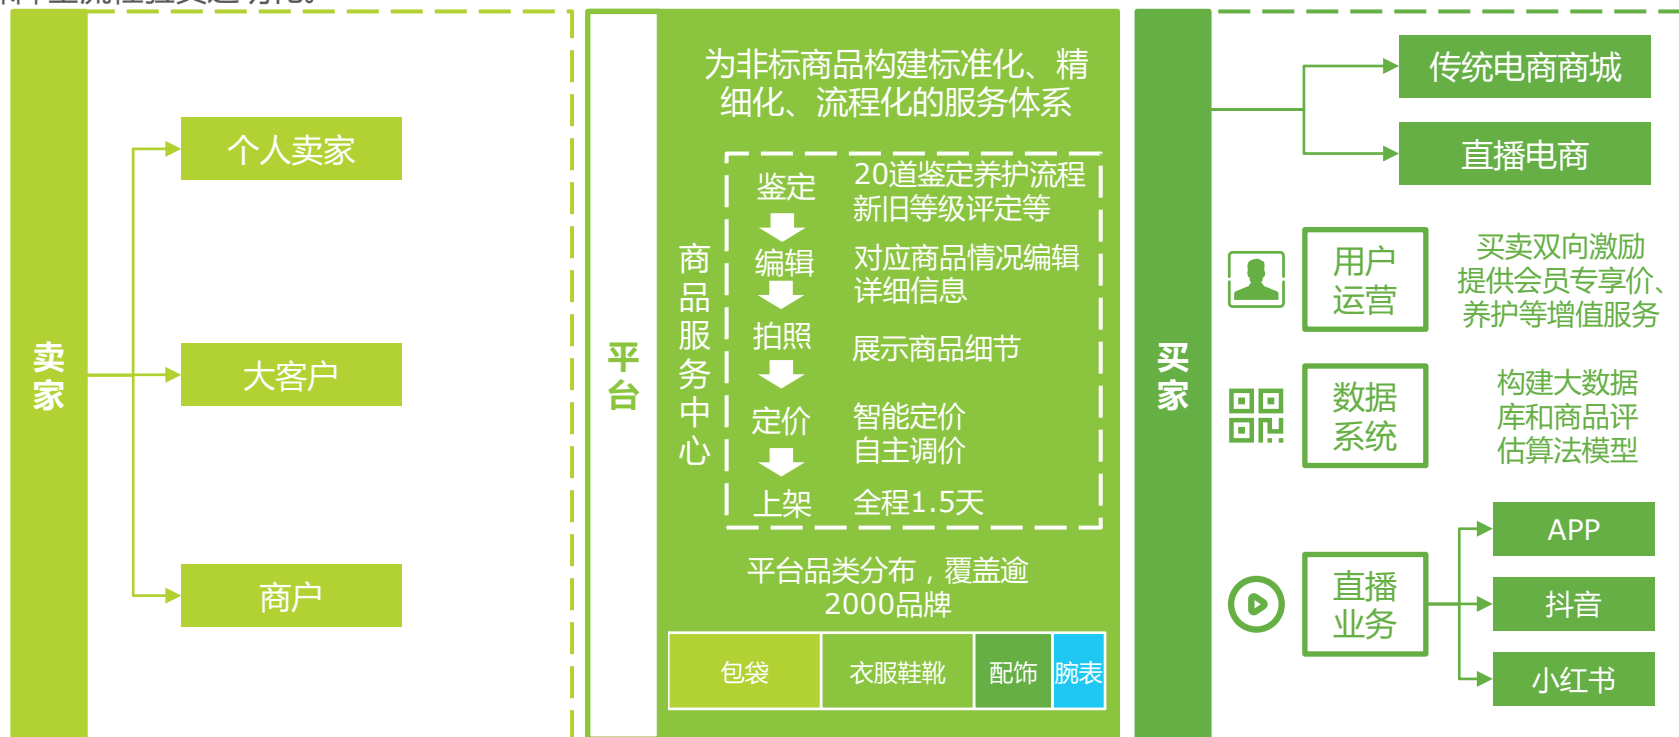 卖
家
个人卖家
大客户
商户
平
台
为非标商品构建标准化、精
细化、流程化的服务体系
商
品
服
务
中
心
鉴定
20道鉴定养护流程
新旧等级评定等
编辑
对应商品情况编辑
详细信息
拍照
展示商品细节
定价
智能定价
自主调价
上架
全程1.5天
平台品类分布，覆盖逾
2000品牌
包袋
衣服鞋靴
配饰
腕表
买
家
传统电商商城
直播电商
用户
运营
买卖双向激励
提供会员专享价、
养护等增值服务
数据
系统
构建大数据
库和商品评
估算法模型
直播
业务
APP
抖音
小红书